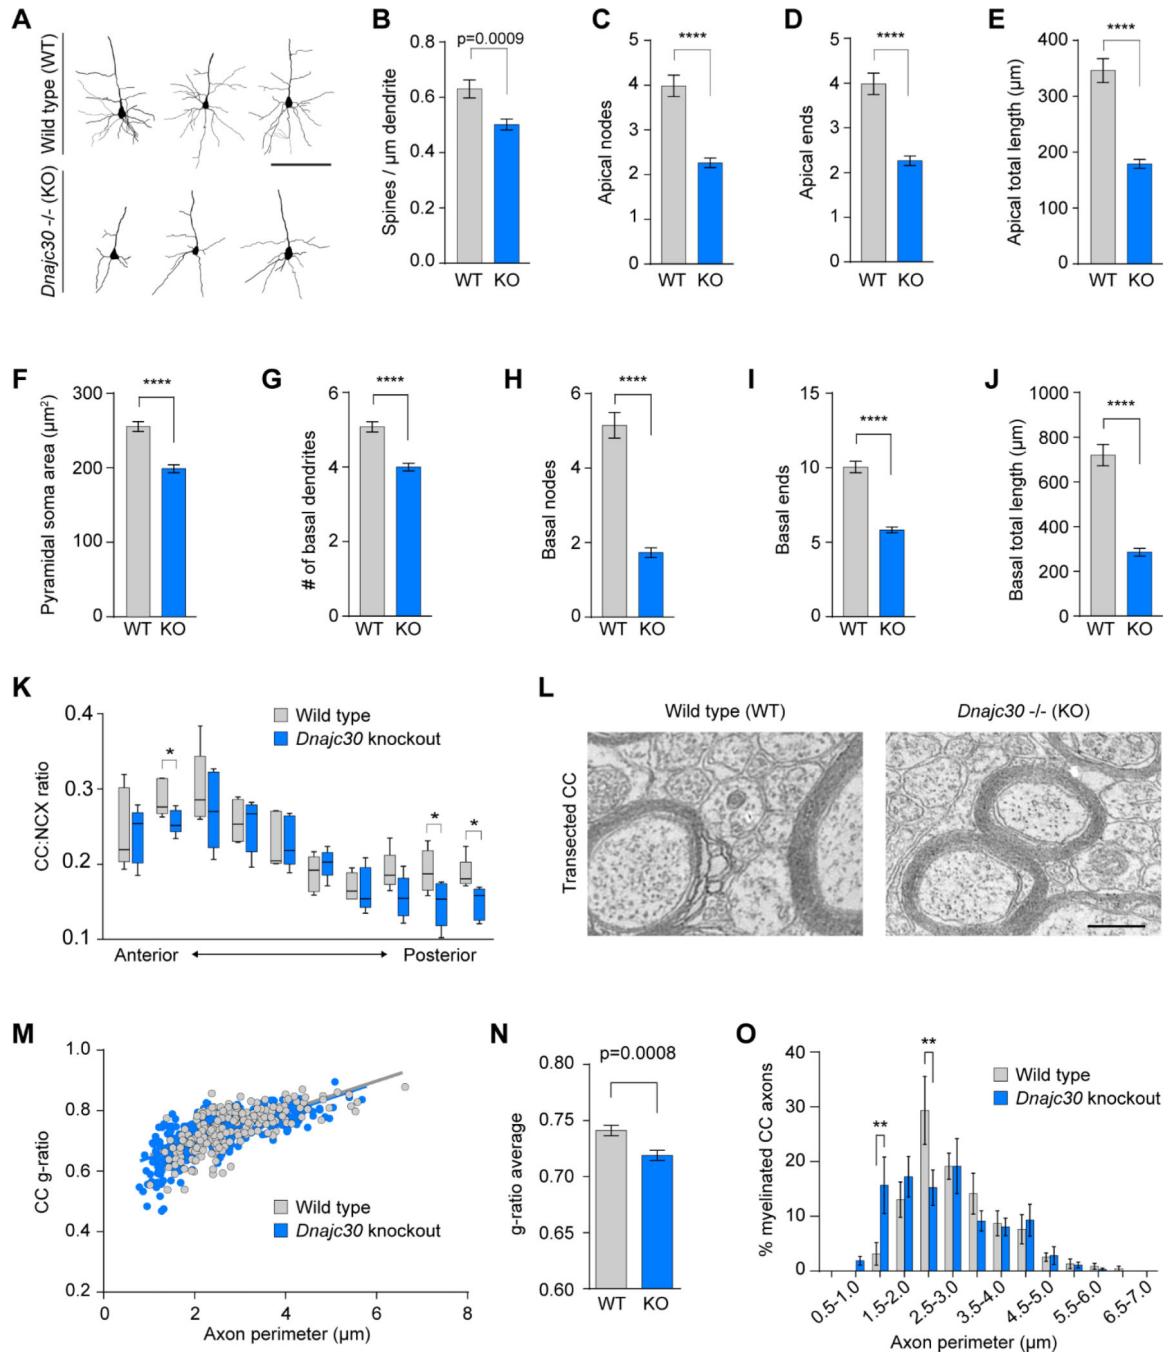 A
Wild type (WT)
Dnajc30 -/- (KO)
B
p=0.0009
Spines / µm dendrite
0.8
0.6
0.4
0.2
0.0
WT KO
C
****
Apical nodes
5
4
3
2
1
0
WT KO
D
****
Apical ends
5
4
3
2
1
0
WT KO
E
****
Apical total length (µm)
400
300
200
100
0
WT KO
F
****
Pyramidal soma area (µm²)
300
200
100
0
WT KO
G
****
# of basal dendrites
6
4
2
0
WT KO
H
****
Basal nodes
6
4
2
0
WT KO
I
****
Basal ends
15
10
5
0
WT KO
J
****
Basal total length (µm)
1000
800
600
400
200
0
WT KO
K
CC:NCX ratio
0.4
0.3
0.2
0.1
Wild type
Dnajc30 knockout
*
*
*
Anterior
Posterior
L
Wild type (WT)
Dnajc30 -/- (KO)
Transected CC
M
CC g-ratio
1.0
0.8
0.6
0.4
0.2
Wild type
Dnajc30 knockout
0 2 4 6 8
Axon perimeter (µm)
N
p=0.0008
g-ratio average
0.80
0.75
0.70
0.65
0.60
WT KO
O
% myelinated CC axons
40
30
20
10
0
**
**
Wild type
Dnajc30 knockout
0.5-1.0
1.5-2.0
2.5-3.0
3.5-4.0
4.5-5.0
5.5-6.0
6.5-7.0
Axon perimeter (µm)